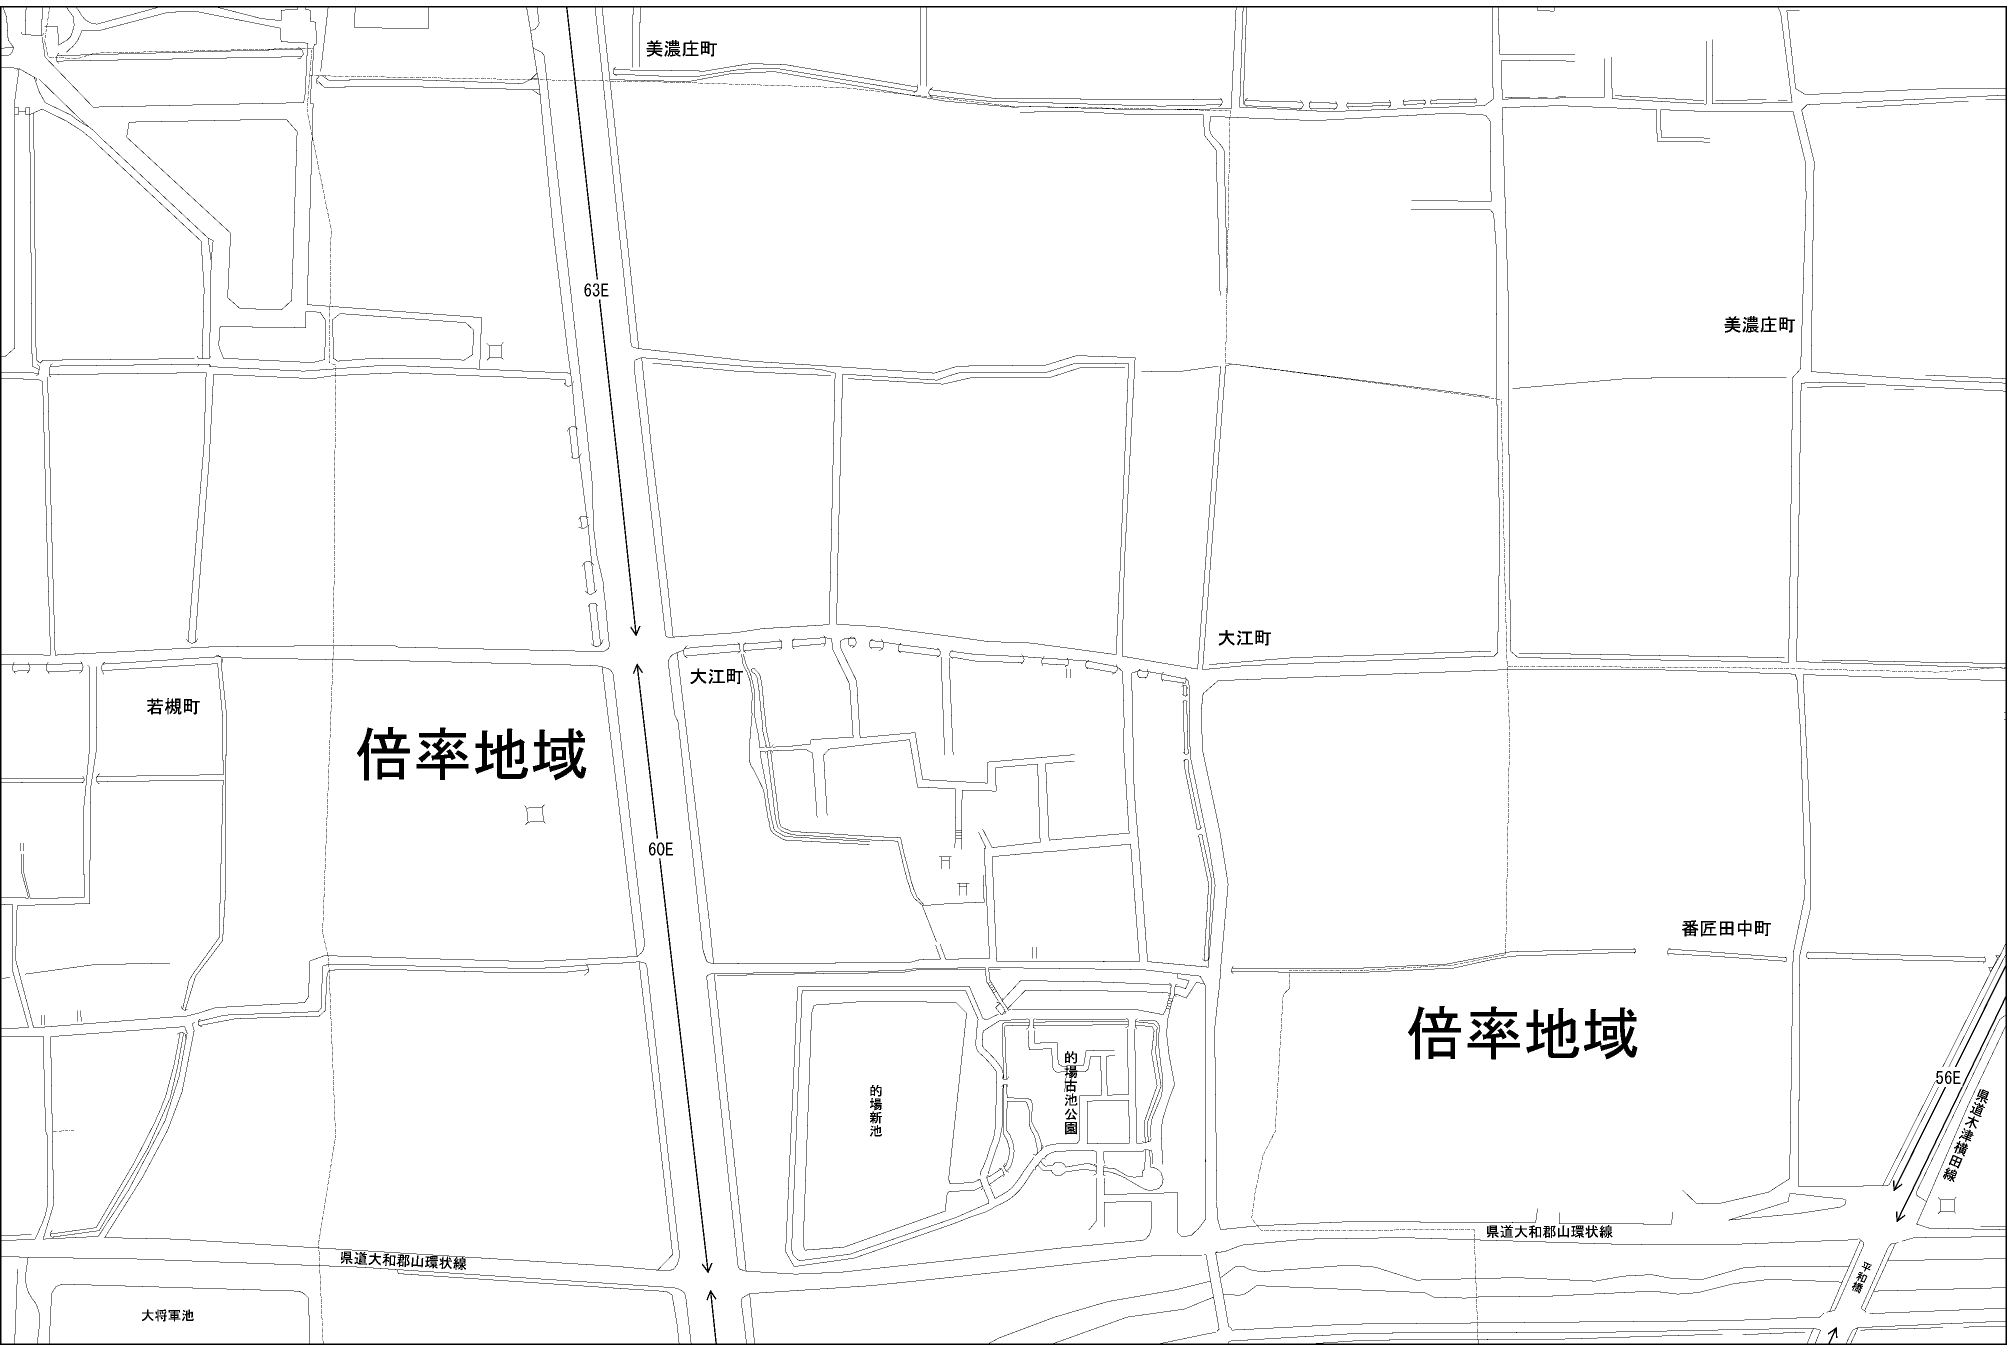 美濃庄町
63E
美濃庄町
大江町
大江町
若槻町
倍率地域
60E
番匠田中町
倍率地域
的場古池公園
的場新池
56E
県道木津横田線
県道大和郡山環状線
県道大和郡山環状線
平和橋
大将軍池